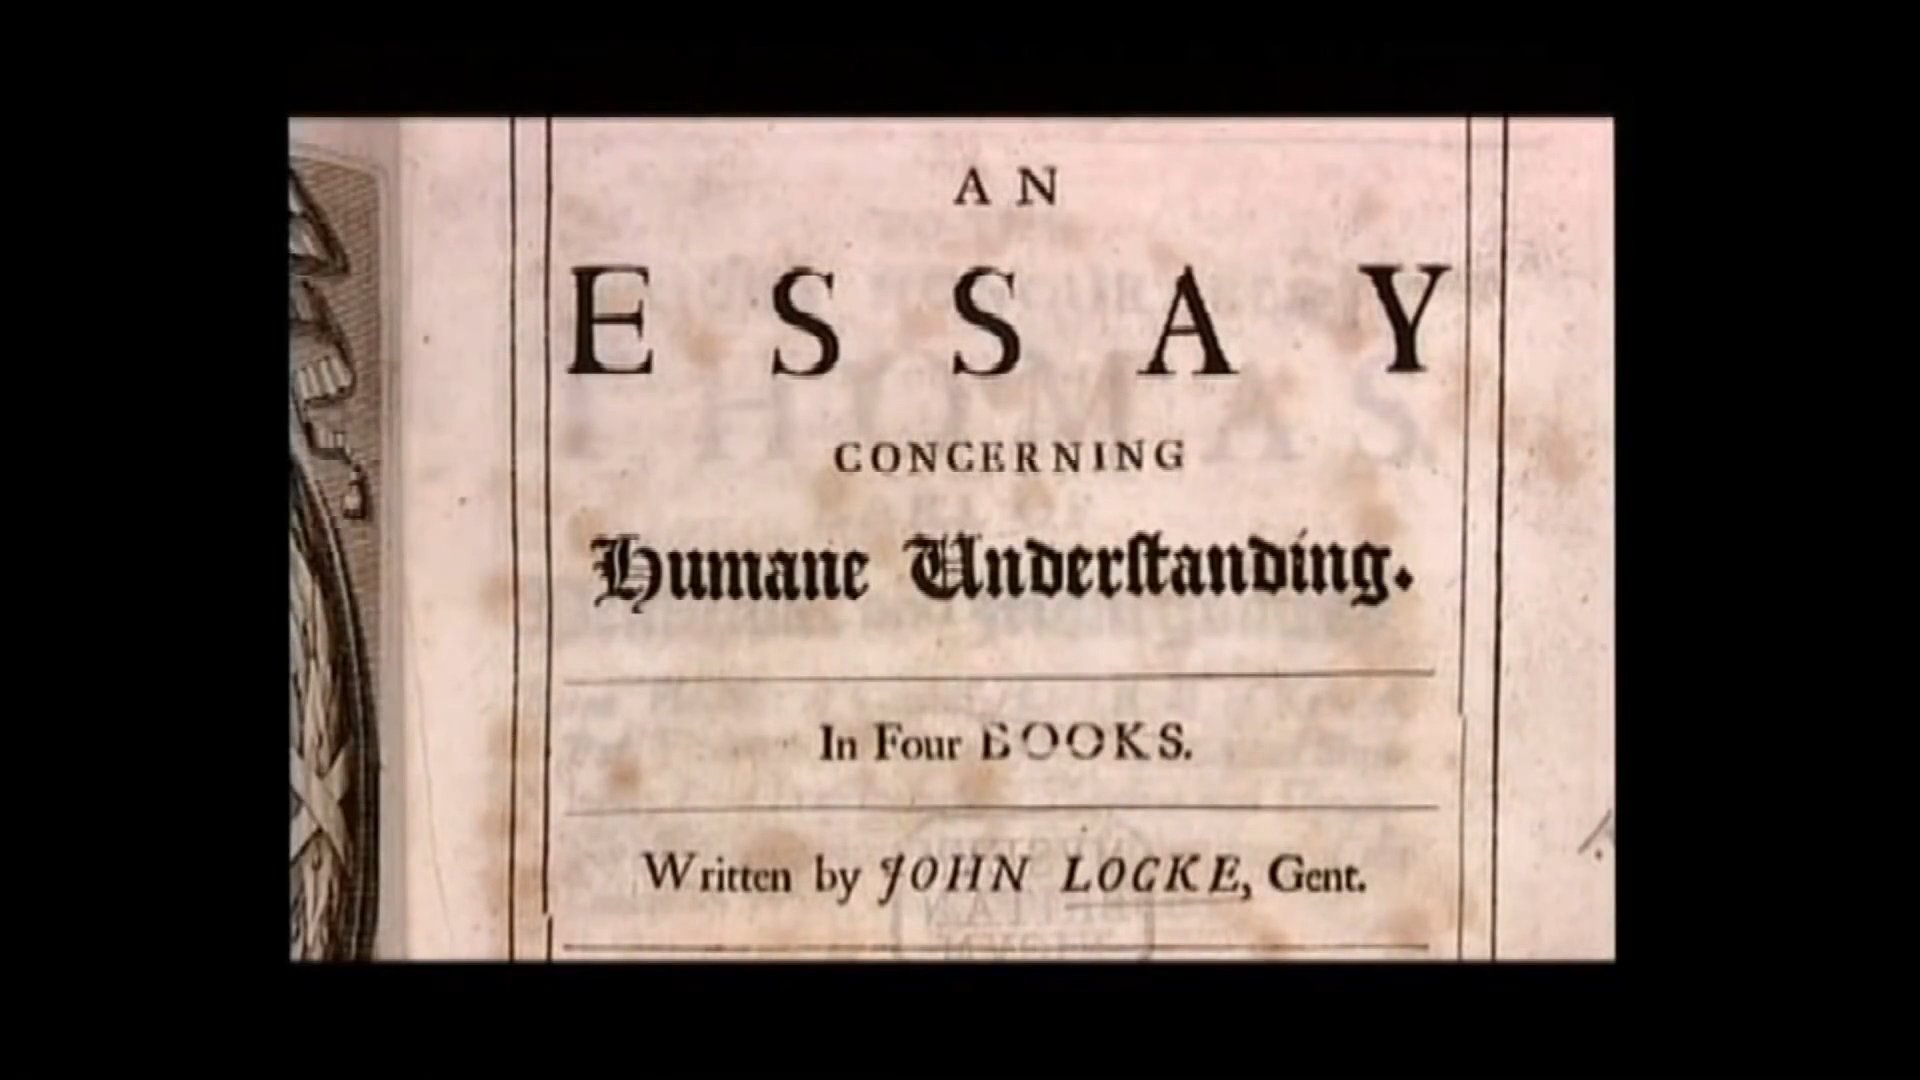 AN
ESSAY
CONCERNING
Humane Underſtanding.
In Four BOOKS.
Written by JOHN LOCKE, Gent.